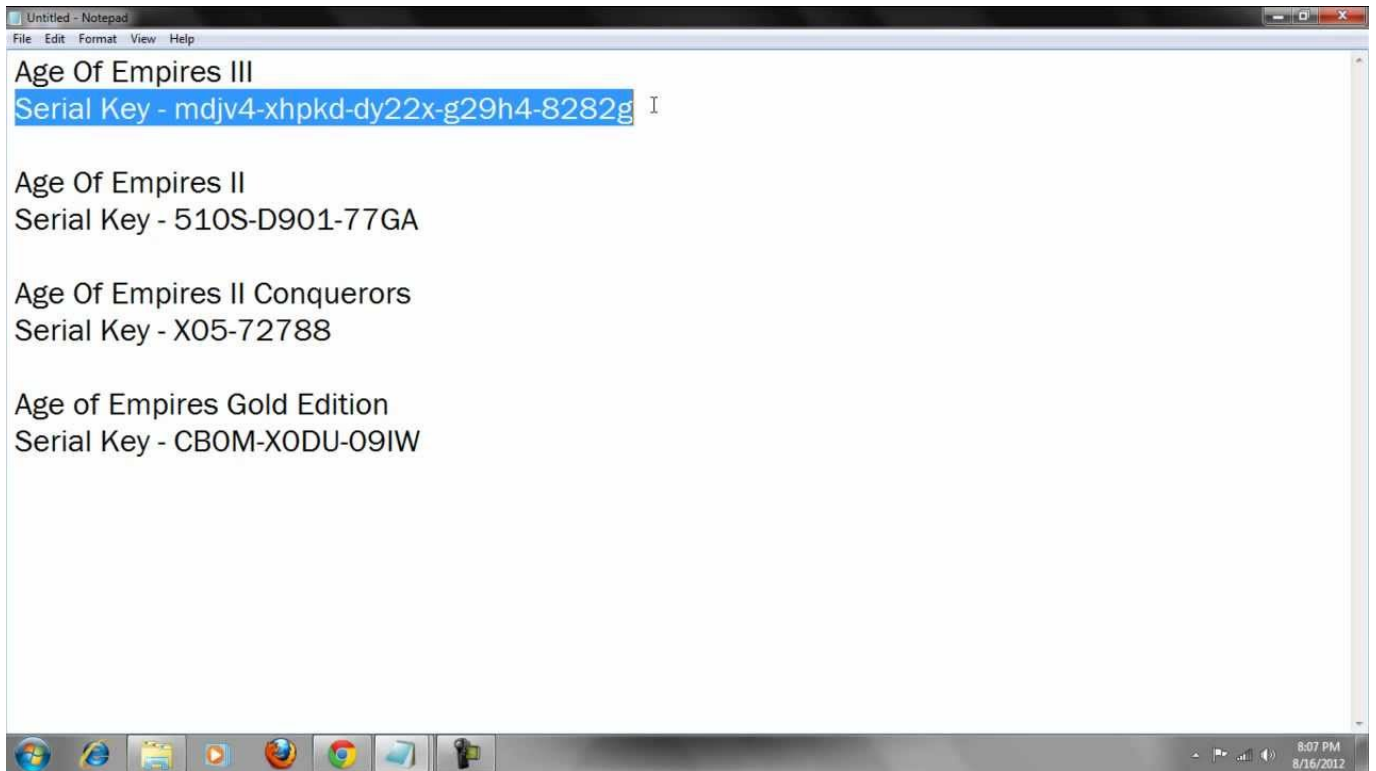 Untitled - Notepad
File Edit Format View Help
Age Of Empires III
Serial Key - mdjv4-xhpkd-dy22x-g29h4-8282g
Age Of Empires II
Serial Key - 510S-D901-77GA
Age Of Empires II Conquerors
Serial Key - X05-72788
Age of Empires Gold Edition
Serial Key - CB0M-X0DU-09IW
8:07 PM
8/16/2012